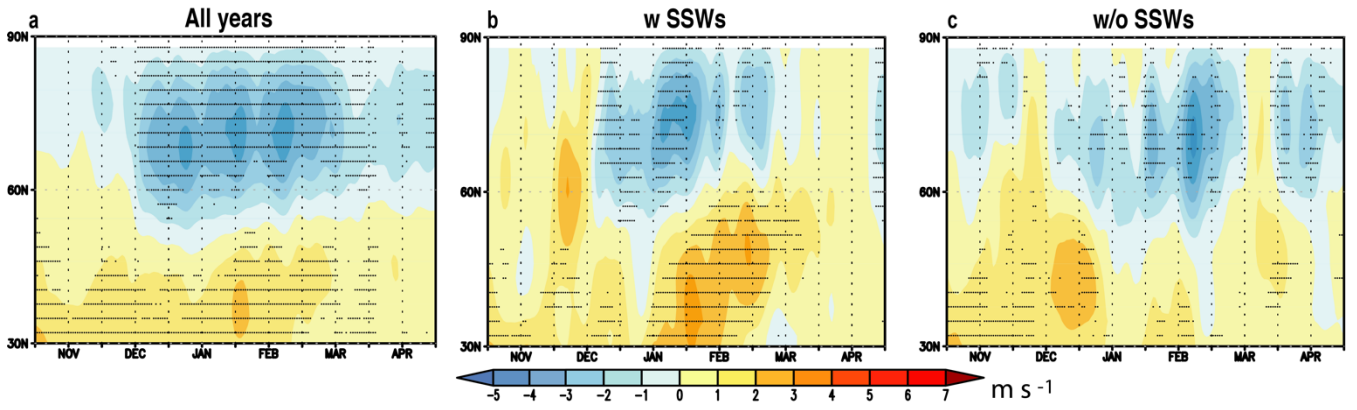 a All years
b w SSWs
c w/o SSWs
90N 60N 30N
NOV DEC JAN FEB MAR APR
90N 60N 30N
NOV DEC JAN FEB MAR APR
90N 60N 30N
NOV DEC JAN FEB MAR APR
-5 -4 -3 -2 -1 0 1 2 3 4 5 6 7 m s -1